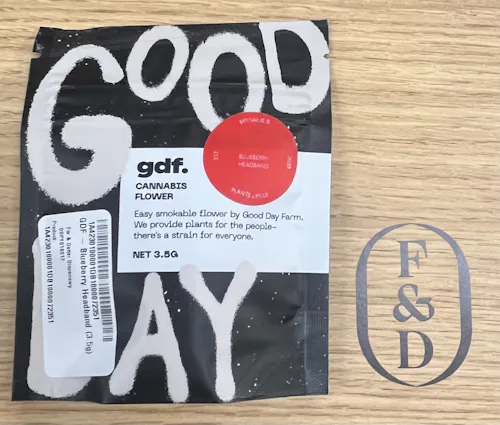 GOOD
DAY
BLUEBERRY
HEADBAND
PLANTS
gdf.
CANNABIS
FLOWER
Easy smokable flower by Good Day Farm.
We provide plants for the people–
there's a strain for everyone.
NET 3.5G
GDF - Blueberry Headband (3.5g)
F
&
D